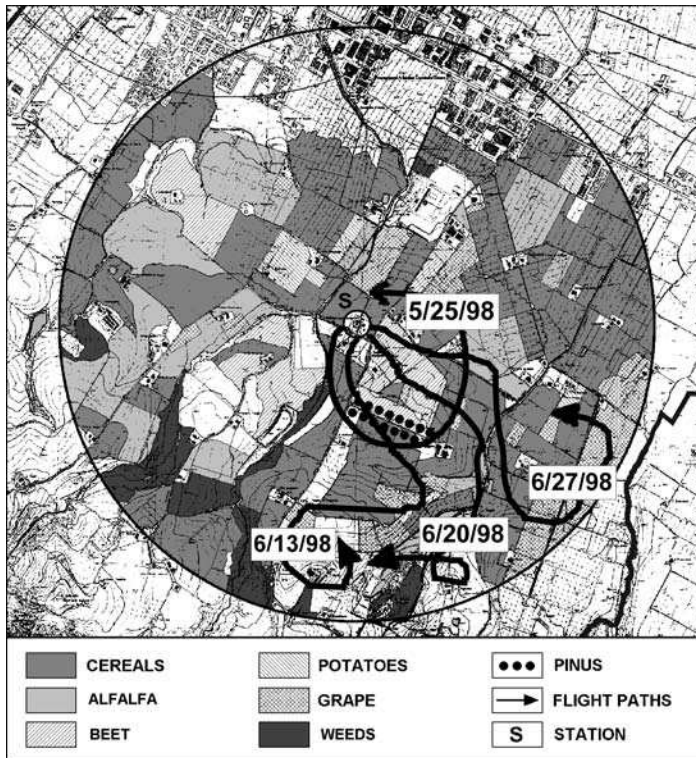 S
5/25/98
6/27/98
6/20/98
6/13/98
CEREALS
POTATOES
PINUS
ALFALFA
GRAPE
FLIGHT PATHS
BEET
WEEDS
S
STATION